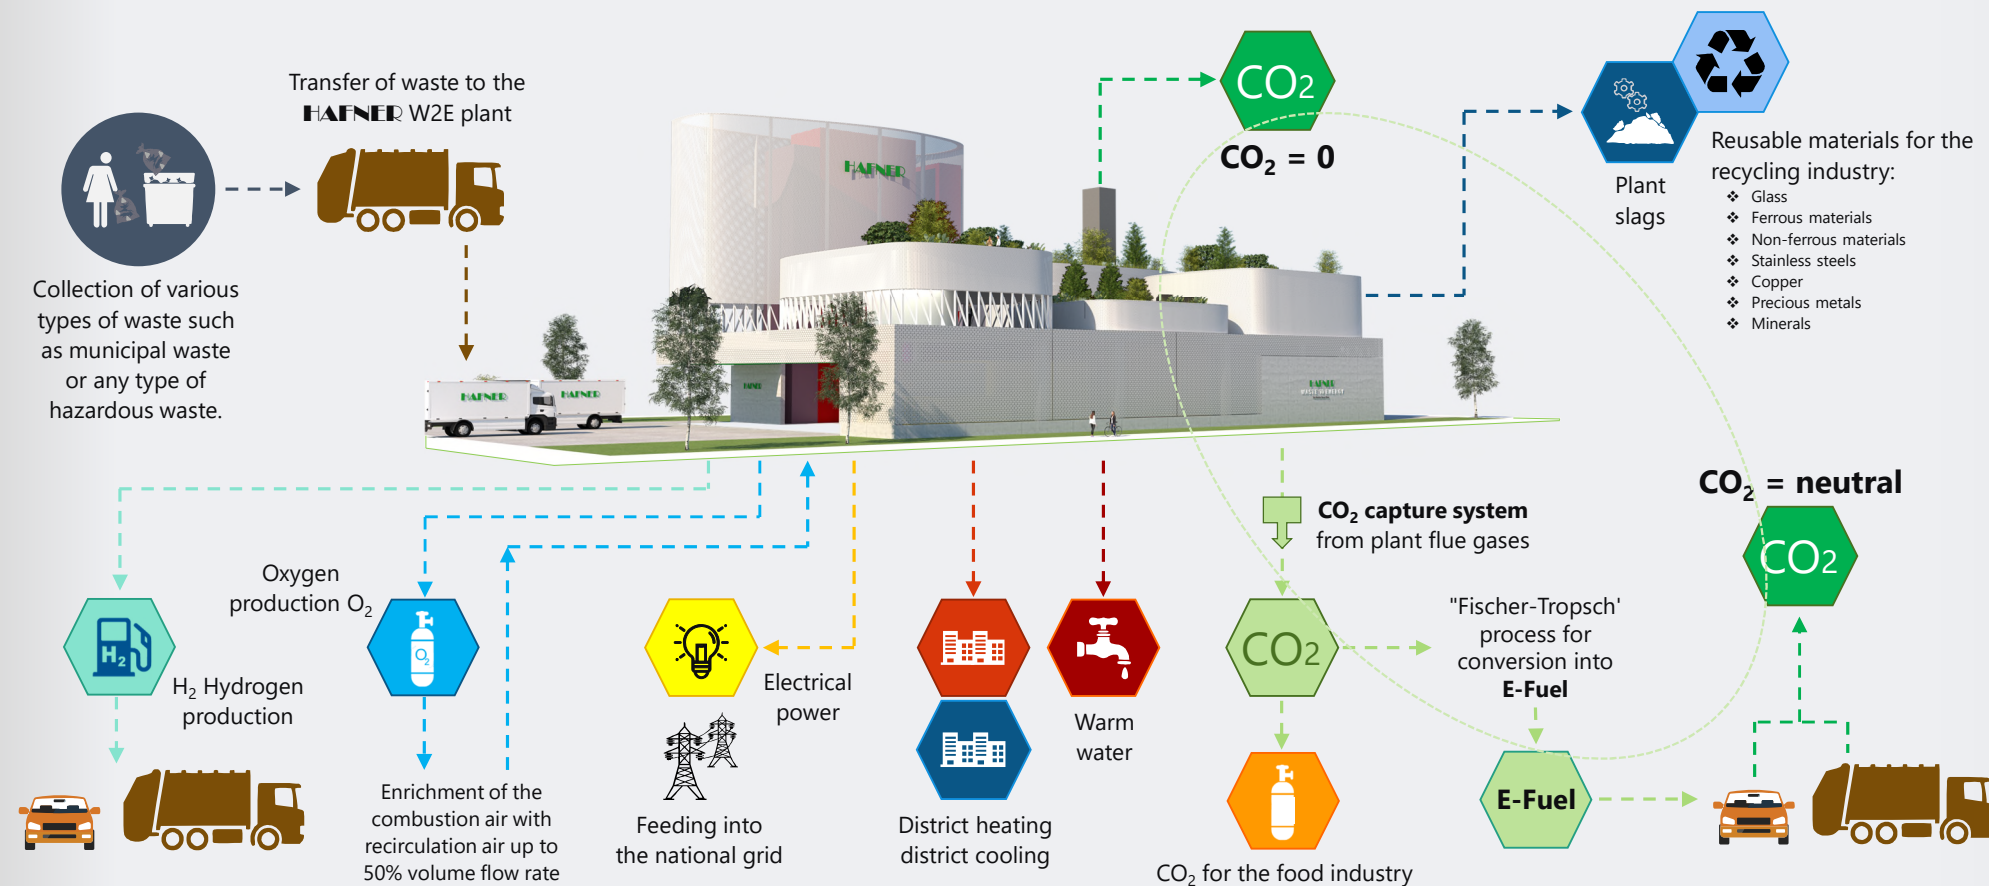 Transfer of waste to the
HAFNER W2E plant
Collection of various
types of waste such
as municipal waste
or any type of
hazardous waste.
HAFNER
HAFNER
HAFNER
HAFNER
HAFNER
CO2
CO₂ = 0
Plant
slags
Reusable materials for the
recycling industry:
❖ Glass
❖ Ferrous materials
❖ Non-ferrous materials
❖ Stainless steels
❖ Copper
❖ Precious metals
❖ Minerals
H₂
H₂ Hydrogen
production
Oxygen
production O₂
O₂
Enrichment of the
combustion air with
recirculation air up to
50% volume flow rate
Electrical
power
Feeding into
the national grid
District heating
district cooling
Warm
water
CO₂ capture system
from plant flue gases
CO2
CO₂ for the food industry
"Fischer-Tropsch'
process for
conversion into
E-Fuel
E-Fuel
CO₂ = neutral
CO2